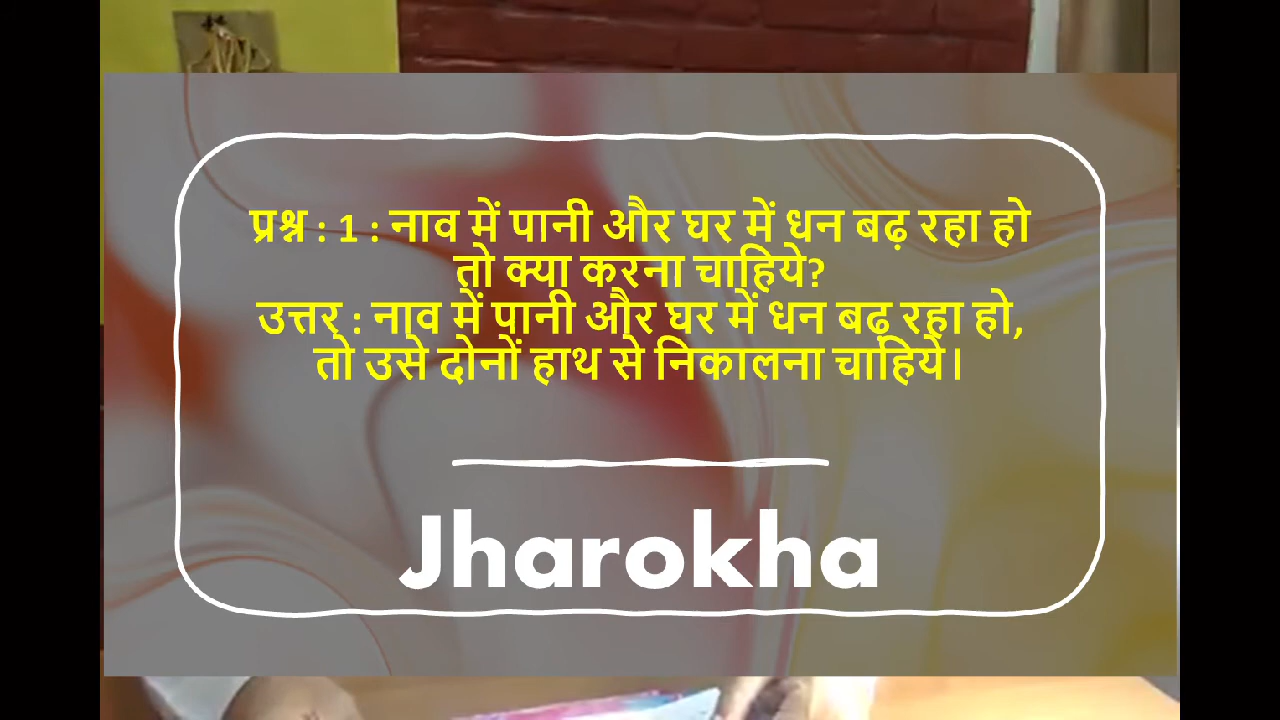 प्रश्न : 1 : नाव में पानी और घर में धन बढ़ रहा हो
तो क्या करना चाहिये?
उत्तर : नाव में पानी और घर में धन बढ़ रहा हो,
तो उसे दोनों हाथ से निकालना चाहिये।
Jharokha